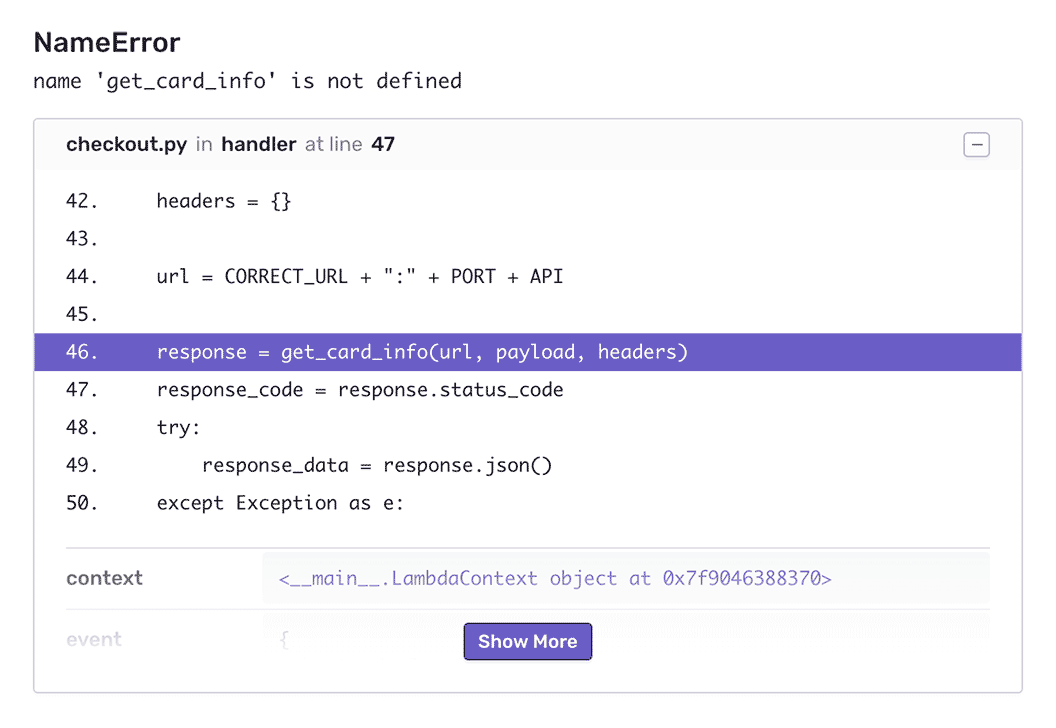 NameError
name 'get_card_info' is not defined
checkout.py in handler at line 47
42. headers = {}
43.
44. url = CORRECT_URL + ":" + PORT + API
45.
46. response = get_card_info(url, payload, headers)
47. response_code = response.status_code
48. try:
49.     response_data = response.json()
50. except Exception as e:
context <__main__.LambdaContext object at 0x7f9046388370>
event {
Show More